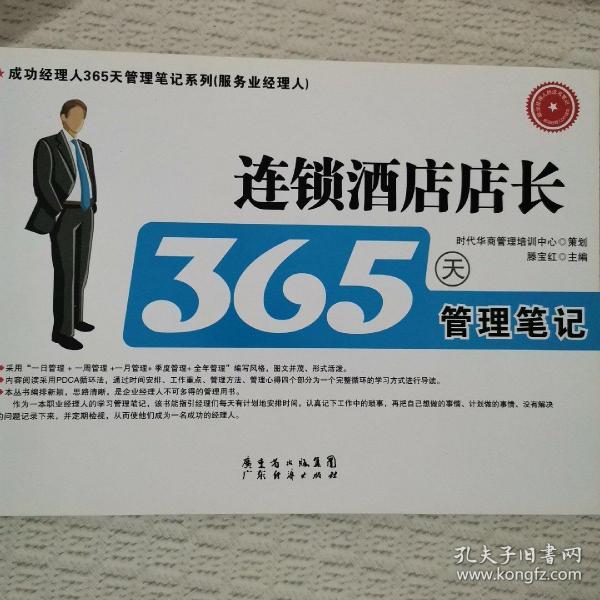 ★成功经理人365天管理笔记系列(服务业经理人)
连锁酒店店长
时代华商管理培训中心◎策划
滕宝红◎主编
365天
管理笔记
◆采用“一日管理+一周管理+一月管理+季度管理+全年管理”编写风格，图文并茂、形式活泼。
◆内容阅读采用PDCA循环法，通过时间安排、工作重点、管理方法、管理心得四个部分为一个完整循环的学习方式进行导读。
◆本丛书编排新颖，思路清晰，是企业经理人不可多得的管理用书。
作为一本职业经理人的学习管理笔记，该书能指引经理们每天有计划地安排时间，认真记下工作中的琐事，再把自己想做的事情、计划做的事情、没有解决
的问题记录下来，并定期检视，从而使他们成为一名成功的经理人。
廣東省出版集團
广东经济出版社
孔夫子旧书网
www.kongfz.com